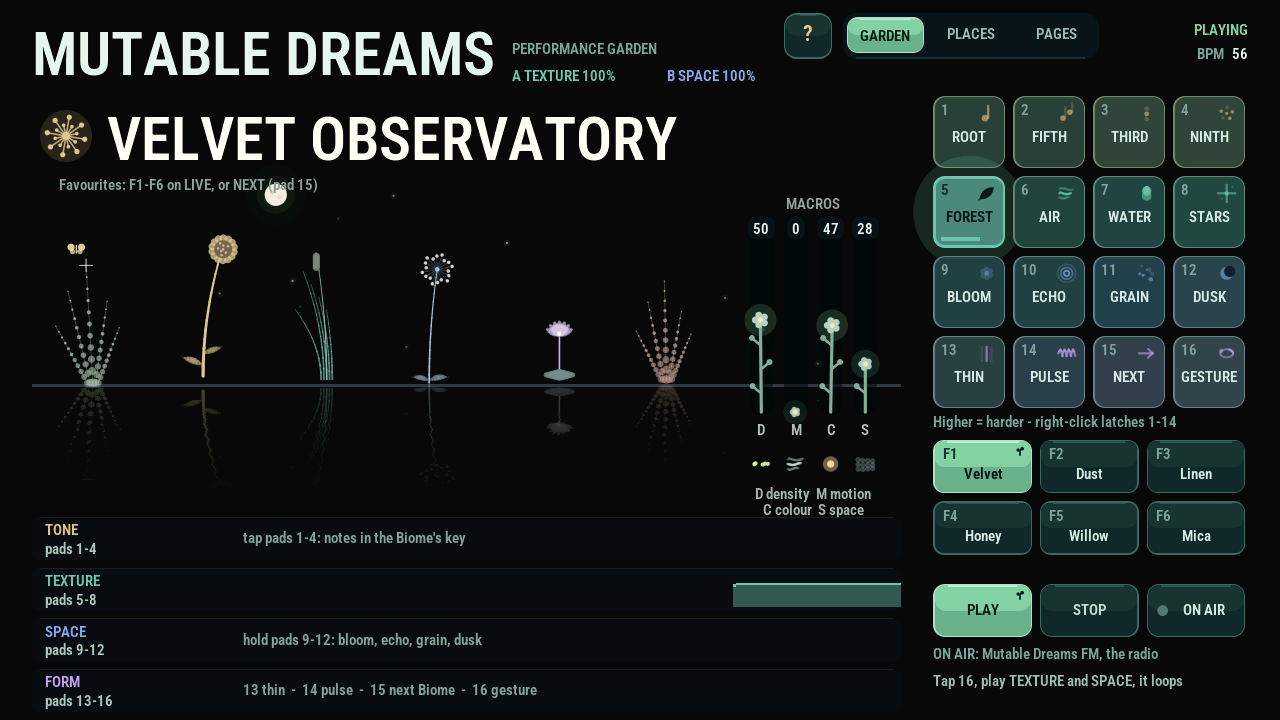 MUTABLE DREAMS
PERFORMANCE GARDEN
A TEXTURE 100%
B SPACE 100%
?
GARDEN
PLACES
PAGES
PLAYING
BPM 56
VELVET OBSERVATORY
Favourites: F1-F6 on LIVE, or NEXT (pad 15)
MACROS
50 0 47 28
D M C S
D density M motion
C colour S space
1 ROOT
2 FIFTH
3 THIRD
4 NINTH
5 FOREST
6 AIR
7 WATER
8 STARS
9 BLOOM
10 ECHO
11 GRAIN
12 DUSK
13 THIN
14 PULSE
15 NEXT
16 GESTURE
Higher = harder - right-click latches 1-14
F1 Velvet
F2 Dust
F3 Linen
F4 Honey
F5 Willow
F6 Mica
PLAY
STOP
ON AIR
ON AIR: Mutable Dreams FM, the radio
Tap 16, play TEXTURE and SPACE, it loops
TONE
pads 1-4
tap pads 1-4: notes in the Biome's key
TEXTURE
pads 5-8
SPACE
pads 9-12
hold pads 9-12: bloom, echo, grain, dusk
FORM
pads 13-16
13 thin - 14 pulse - 15 next Biome - 16 gesture